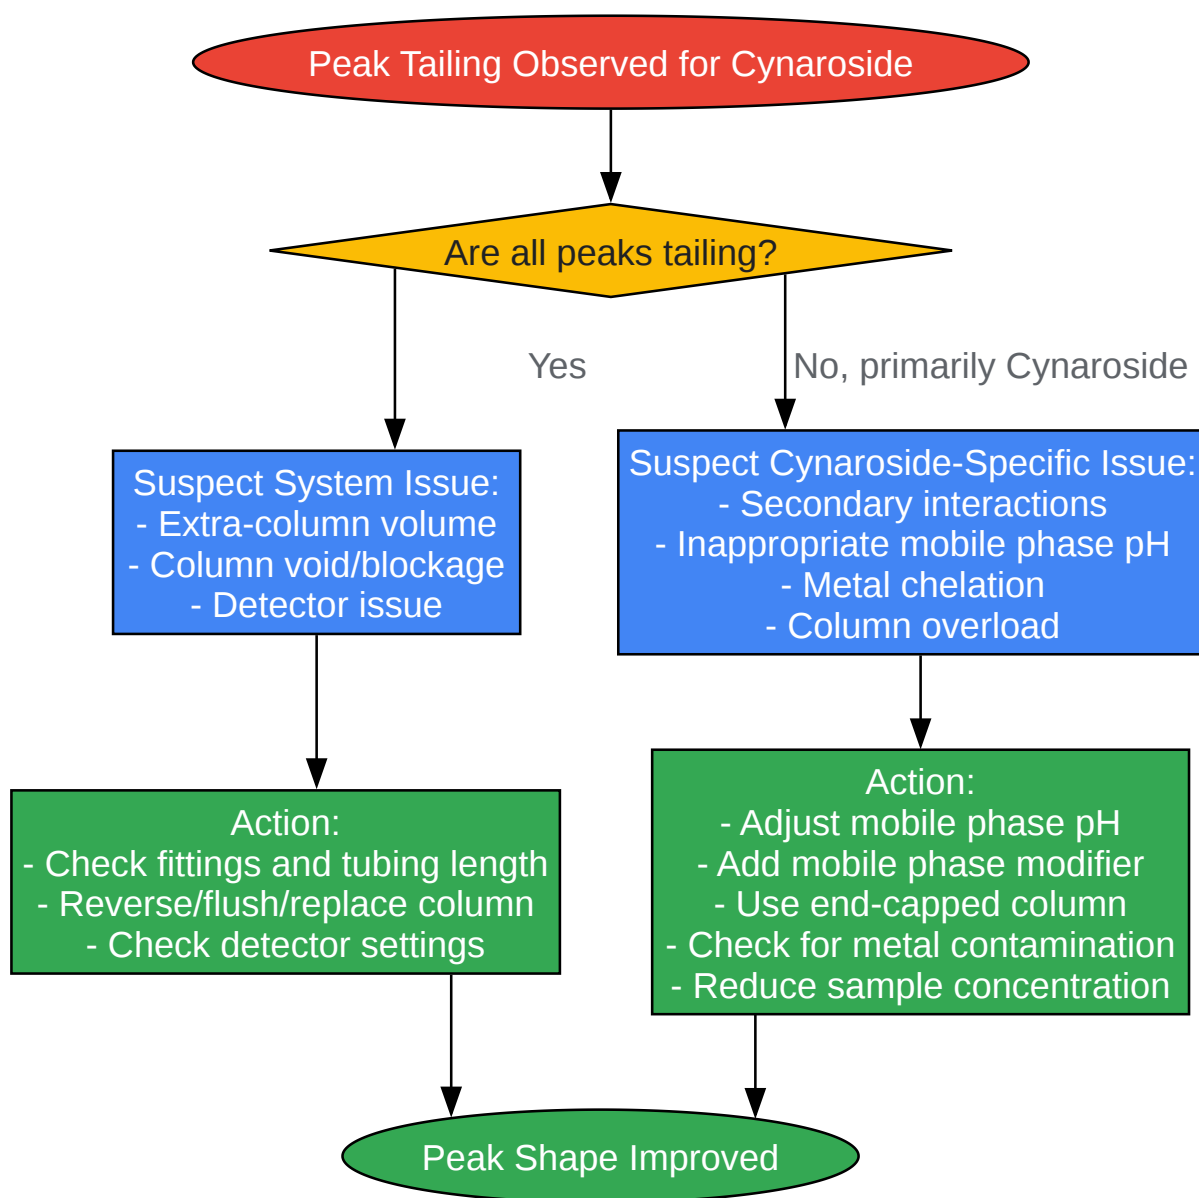 Peak Tailing Observed for Cynaroside
Are all peaks tailing?
Yes
No, primarily Cynaroside
Suspect System Issue:
- Extra-column volume
- Column void/blockage
- Detector issue
Suspect Cynaroside-Specific Issue:
- Secondary interactions
- Inappropriate mobile phase pH
- Metal chelation
- Column overload
Action:
- Check fittings and tubing length
- Reverse/flush/replace column
- Check detector settings
Action:
- Adjust mobile phase pH
- Add mobile phase modifier
- Use end-capped column
- Check for metal contamination
- Reduce sample concentration
Peak Shape Improved